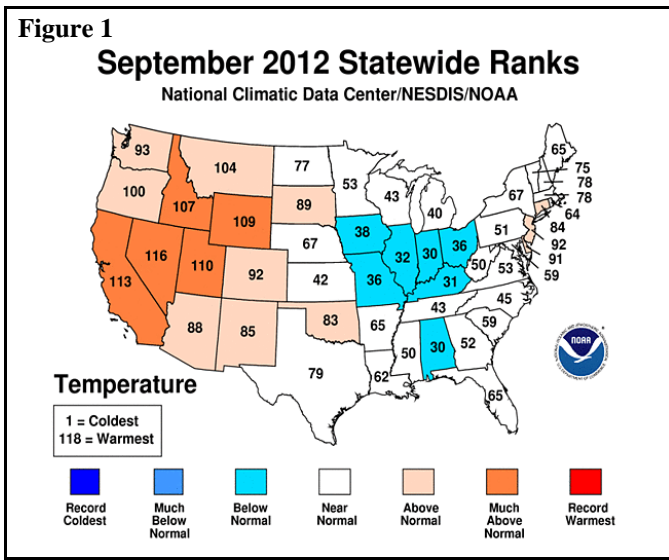 Figure 1
September 2012 Statewide Ranks
National Climatic Data Center/NESDIS/NOAA
93
104
77
53
65
100
107
109
89
43
40
67
75
78
78
64
84
92
91
59
113
116
110
92
67
42
38
32
30
36
51
50
53
36
31
88
85
83
65
43
45
79
62
50
30
52
59
65
NOAA
Temperature
1 = Coldest
118 = Warmest
Record
Coldest
Much
Below
Normal
Below
Normal
Near
Normal
Above
Normal
Much
Above
Normal
Record
Warmest